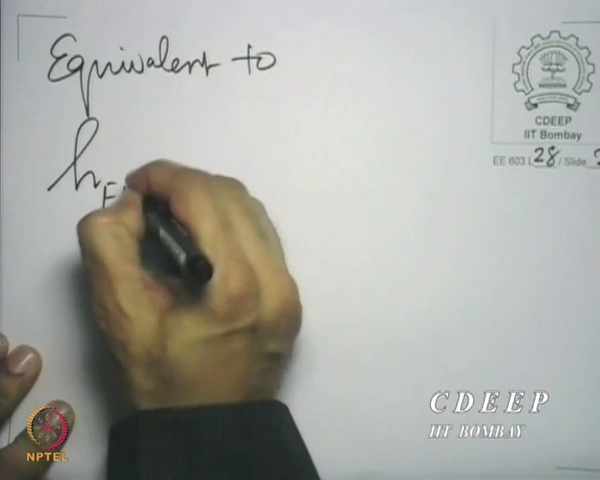 Equivalent to
h
CDEEP
IIT Bombay
EE 603 L 28 / Slide
CDEEP
IIT BOMBAY
NPTEL